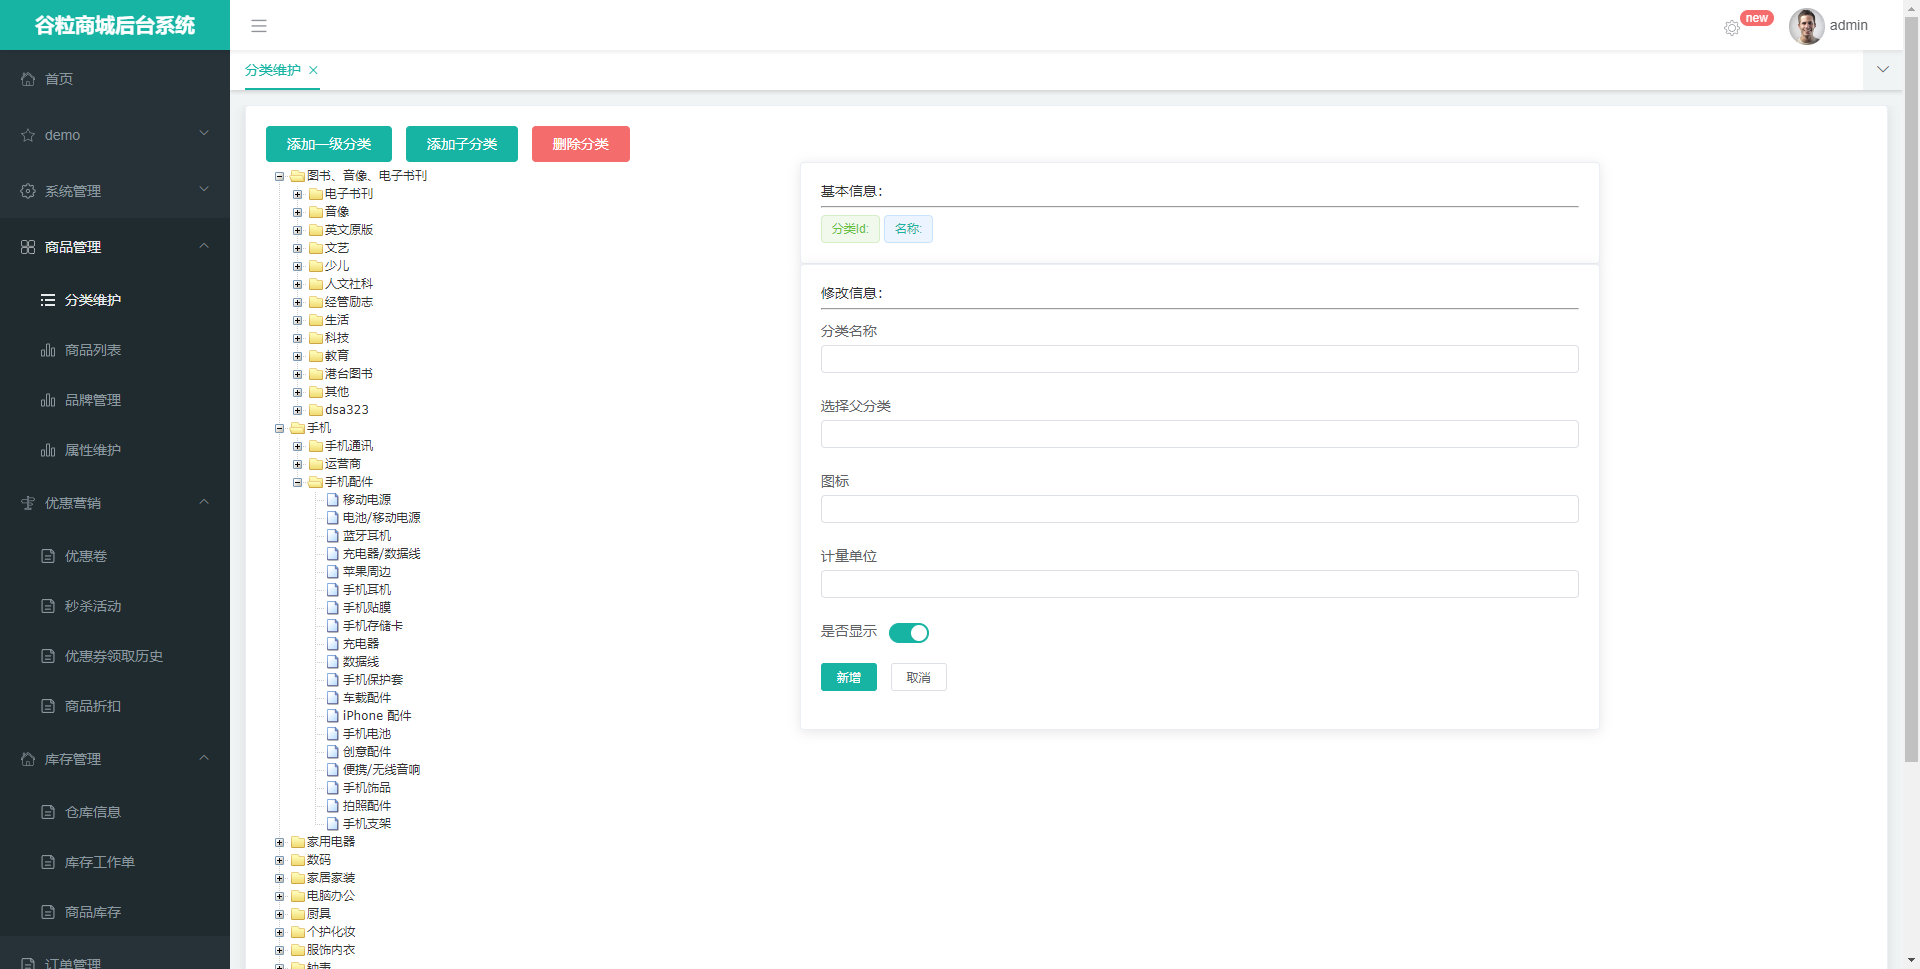 谷粒商城后台系统
new
admin
首页
demo
系统管理
商品管理
分类维护
商品列表
品牌管理
属性维护
优惠营销
优惠卷
秒杀活动
优惠券领取历史
商品折扣
库存管理
仓库信息
库存工作单
商品库存
订单管理
分类维护
添加一级分类 添加子分类 删除分类
图书、音像、电子书刊
电子书刊
音像
英文原版
文艺
少儿
人文社科
经管励志
生活
科技
教育
港台图书
其他
dsa323
手机
手机通讯
运营商
手机配件
移动电源
电池/移动电源
蓝牙耳机
充电器/数据线
苹果周边
手机耳机
手机贴膜
手机存储卡
充电器
数据线
手机保护套
车载配件
iPhone 配件
手机电池
创意配件
便携/无线音响
手机饰品
拍照配件
手机支架
家用电器
数码
家居家装
电脑办公
厨具
个护化妆
服饰内衣
钟表
基本信息：
分类Id: 名称:
修改信息：
分类名称
选择父分类
图标
计量单位
是否显示
新增 取消